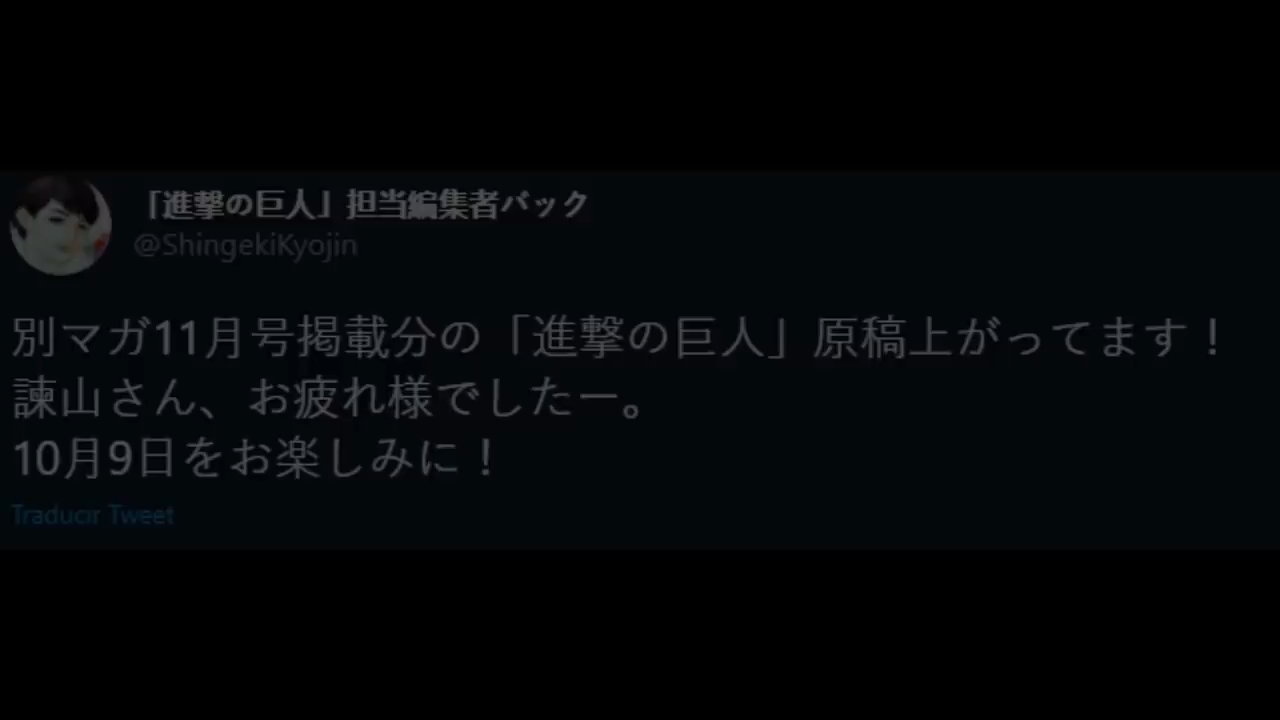 「進撃の巨人」担当編集者バック
@ShingekiKyojin
別マガ11月号掲載分の「進撃の巨人」原稿上がってます！
諫山さん、お疲れ様でしたー。
10月9日をお楽しみに！
Traducir Tweet